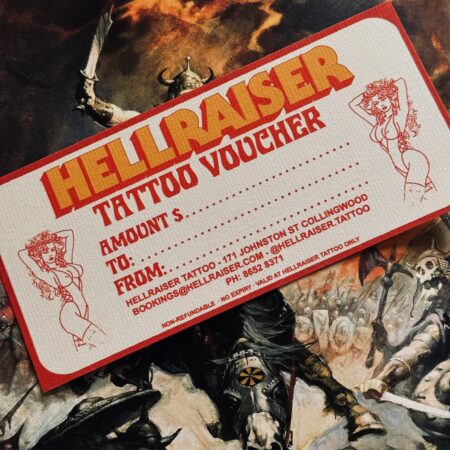 HELLRAISER
TATTOO VOUCHER
AMOUNT $........................
TO:........................
FROM:........................
HELLRAISER TATTOO - 171 JOHNSTON ST COLLINGWOOD
BOOKINGS@HELLRAISER.COM - @HELLRAISER.TATTOO
PH: 8652 8371
NON-REFUNDABLE - NO EXPIRY - VALID AT HELLRAISER TATTOO ONLY